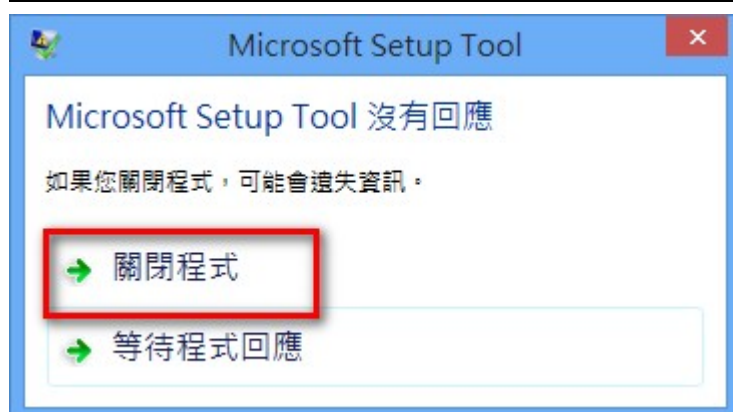 Microsoft Setup Tool
Microsoft Setup Tool 沒有回應
如果您關閉程式，可能會遺失資訊。
關閉程式
等待程式回應